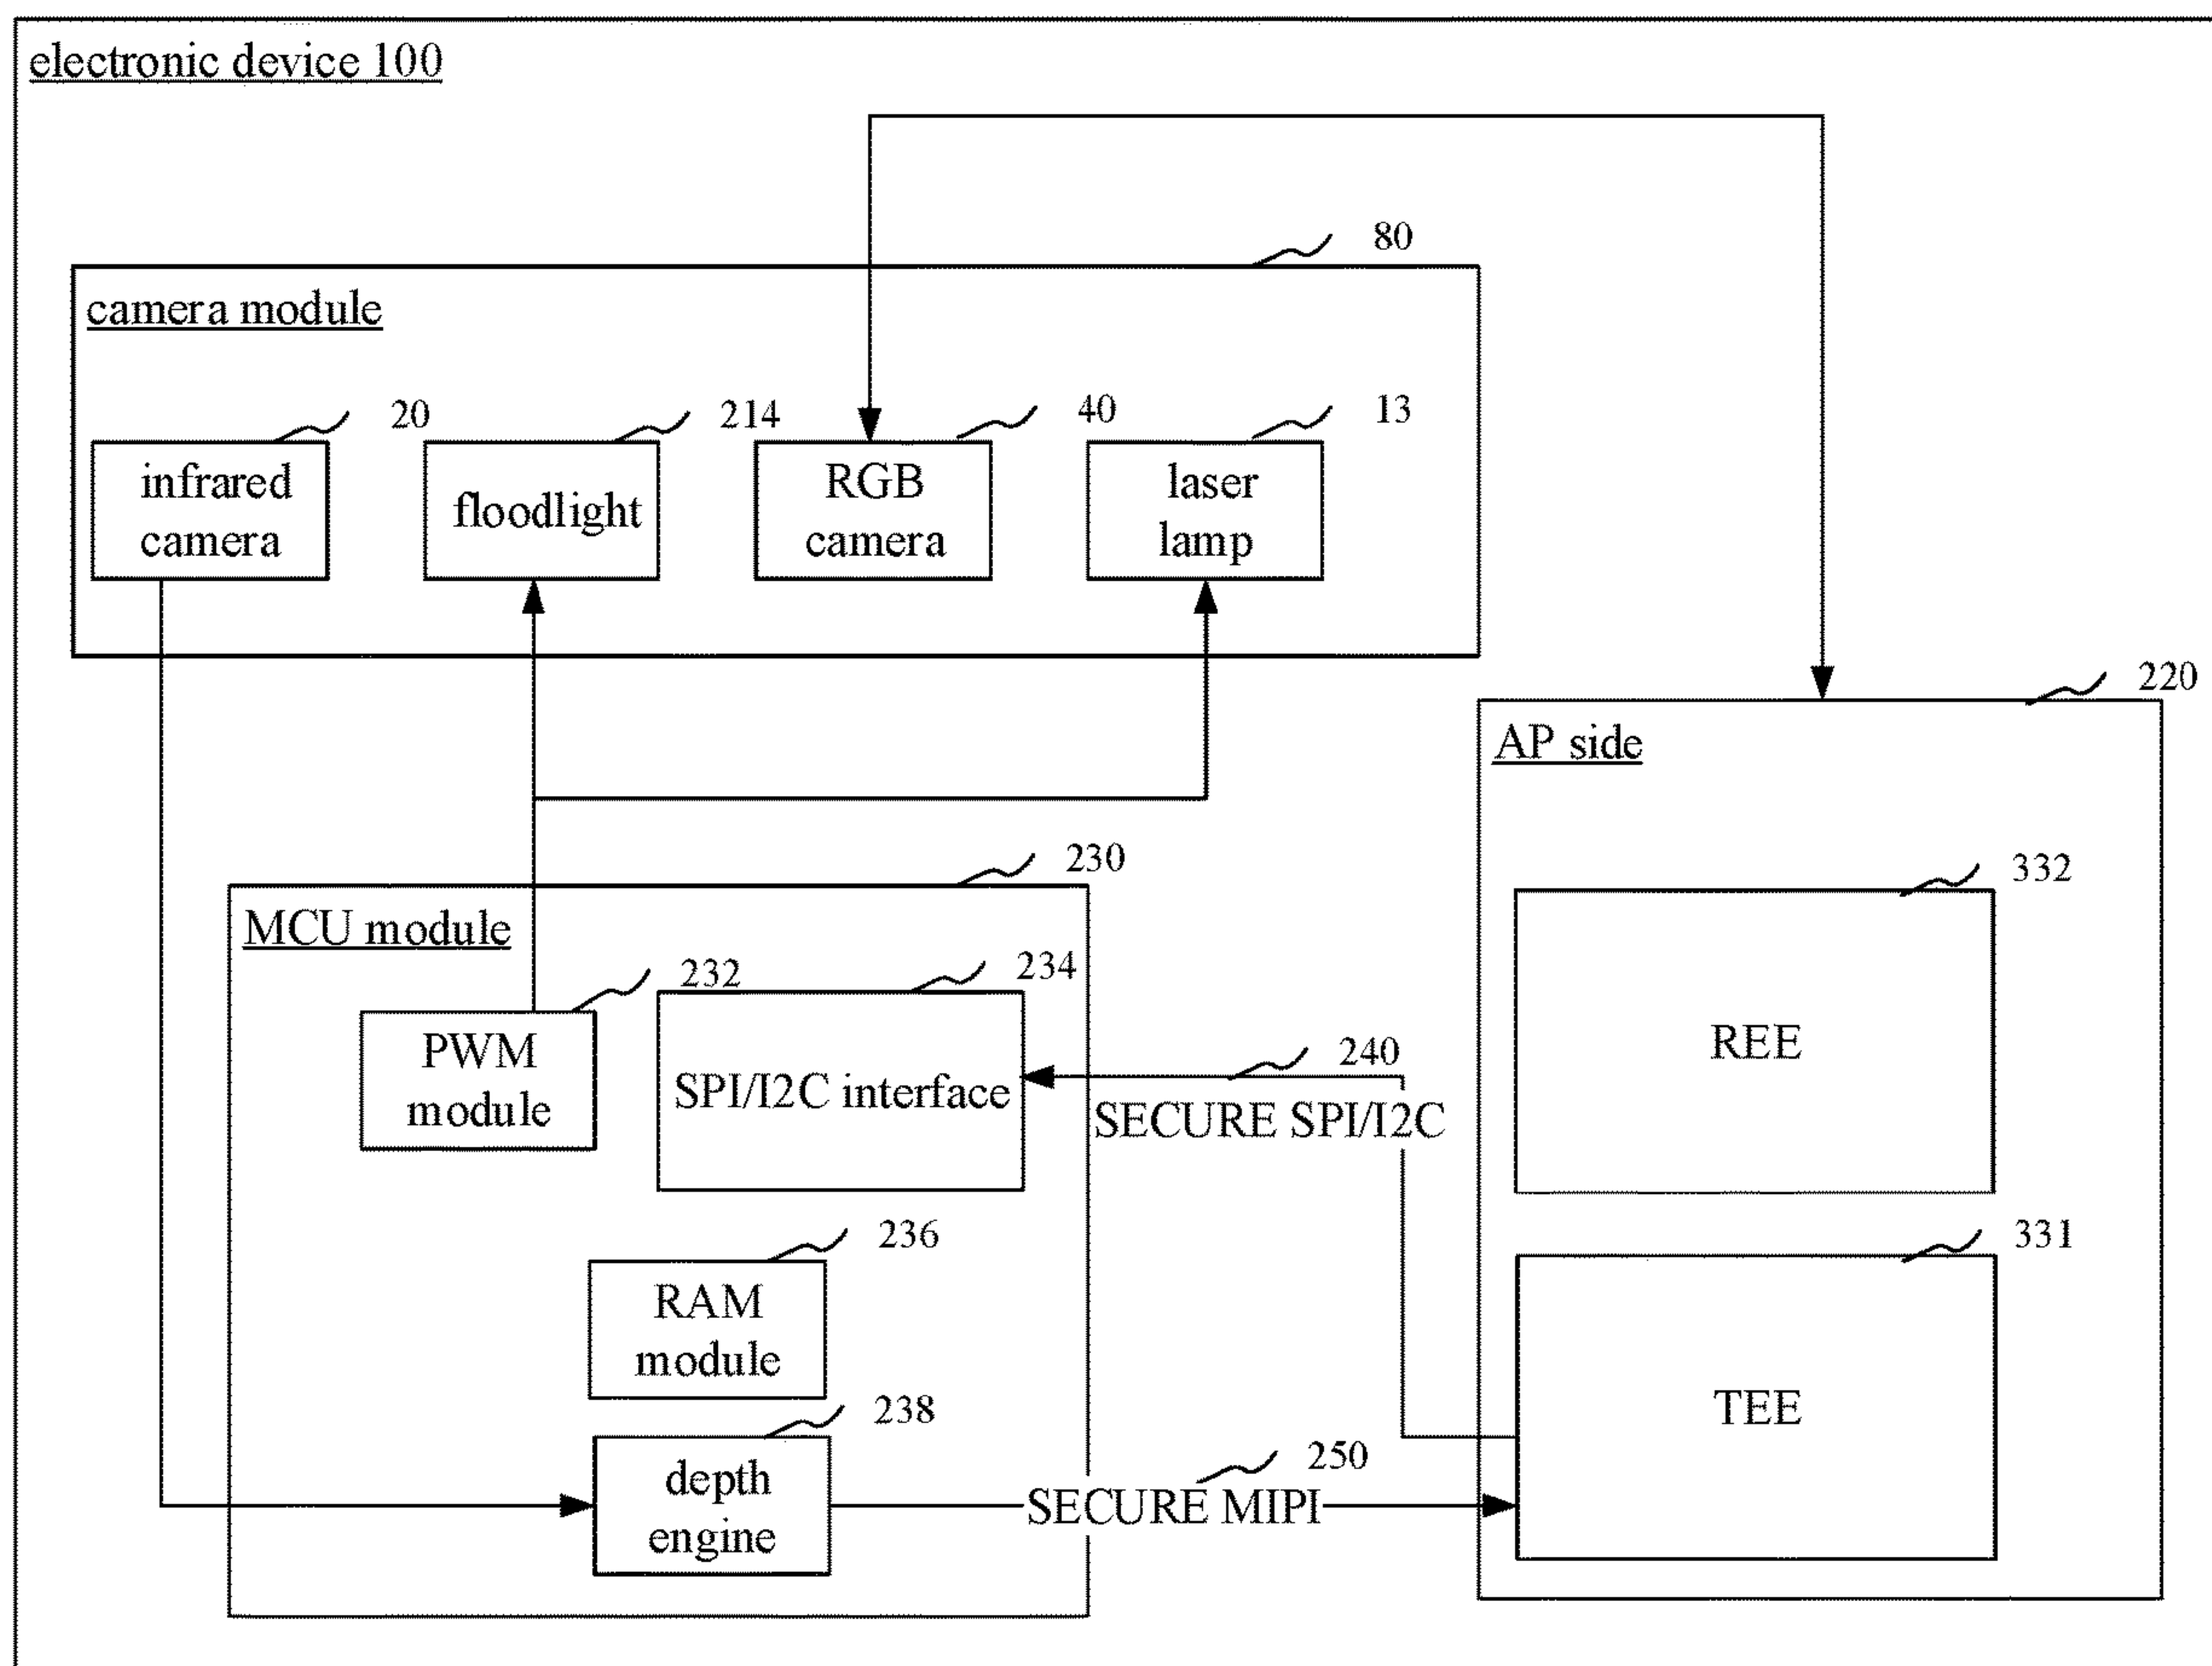 electronic device 100
80
camera module
20
214
40
13
infrared
camera
floodlight
RGB
camera
laser
lamp
220
AP side
230
MCU module
332
232
234
PWM
module
SPI/I2C interface
240
SECURE SPI/I2C
REE
236
331
RAM
module
TEE
238
250
depth
engine
SECURE MIPI